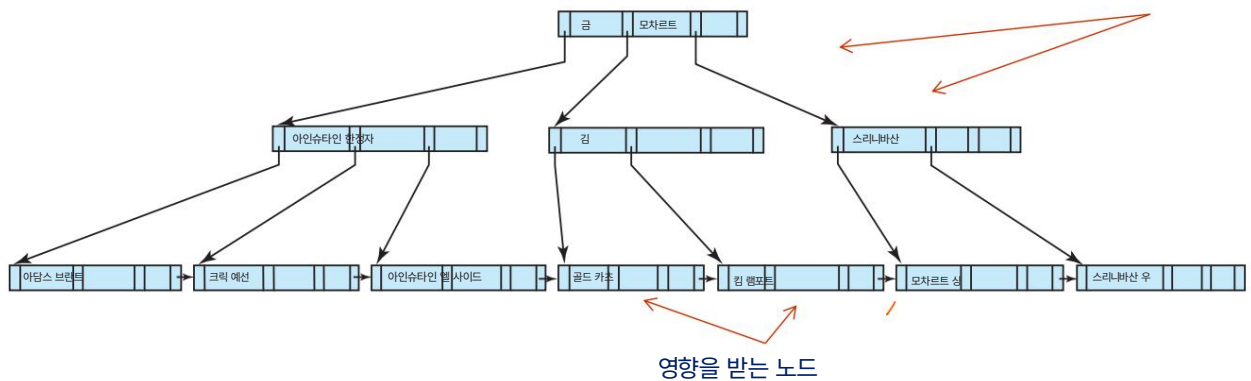 금 모차르트
아인슈타인 한정자
김
스리니바산
아담스 브란트
크릭 예선
아인슈타인 엘 사이드
골드 카츠
킴 램포트
모차르트 싱
스리니바산 우
영향을 받는 노드